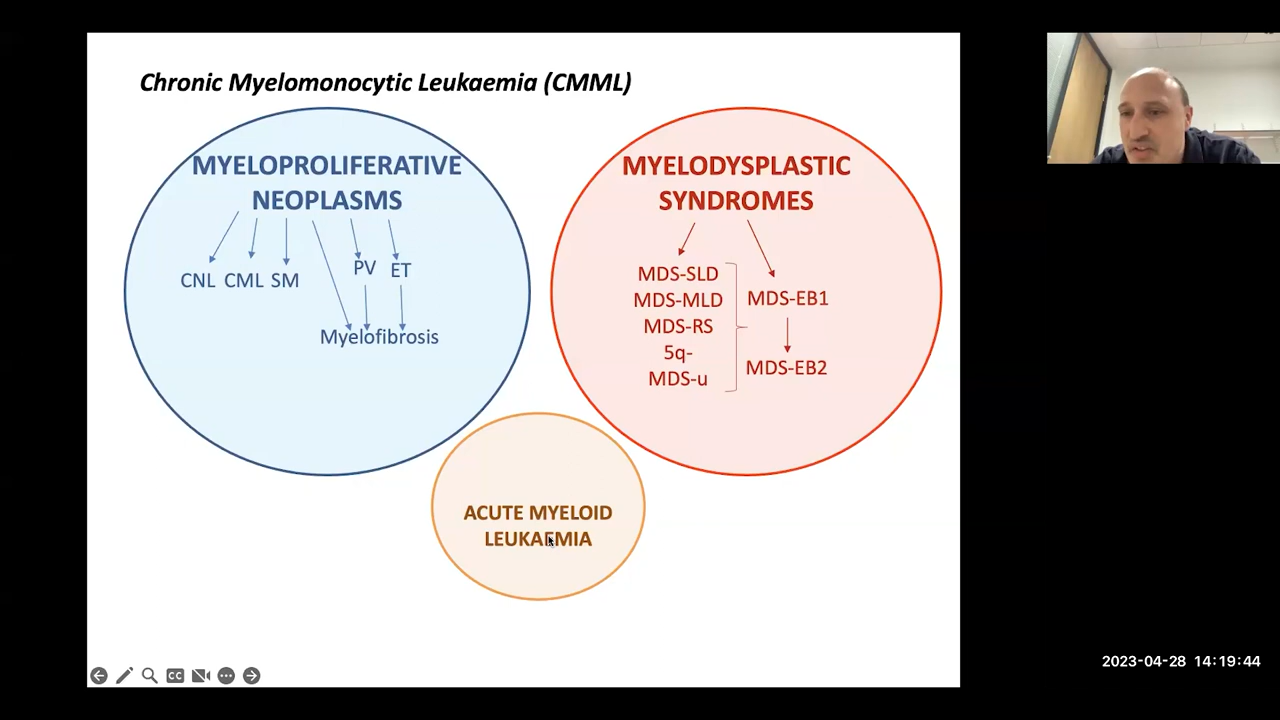 Chronic Myelomonocytic Leukaemia (CMML)
MYELOPROLIFERATIVE
NEOPLASMS
CNL CML SM
PV ET
Myelofibrosis
MYELODYSPLASTIC
SYNDROMES
MDS-SLD
MDS-MLD
MDS-RS
5q-
MDS-u
MDS-EB1
MDS-EB2
ACUTE MYELOID
LEUKAEMIA
CC
2023-04-28 14:19:44